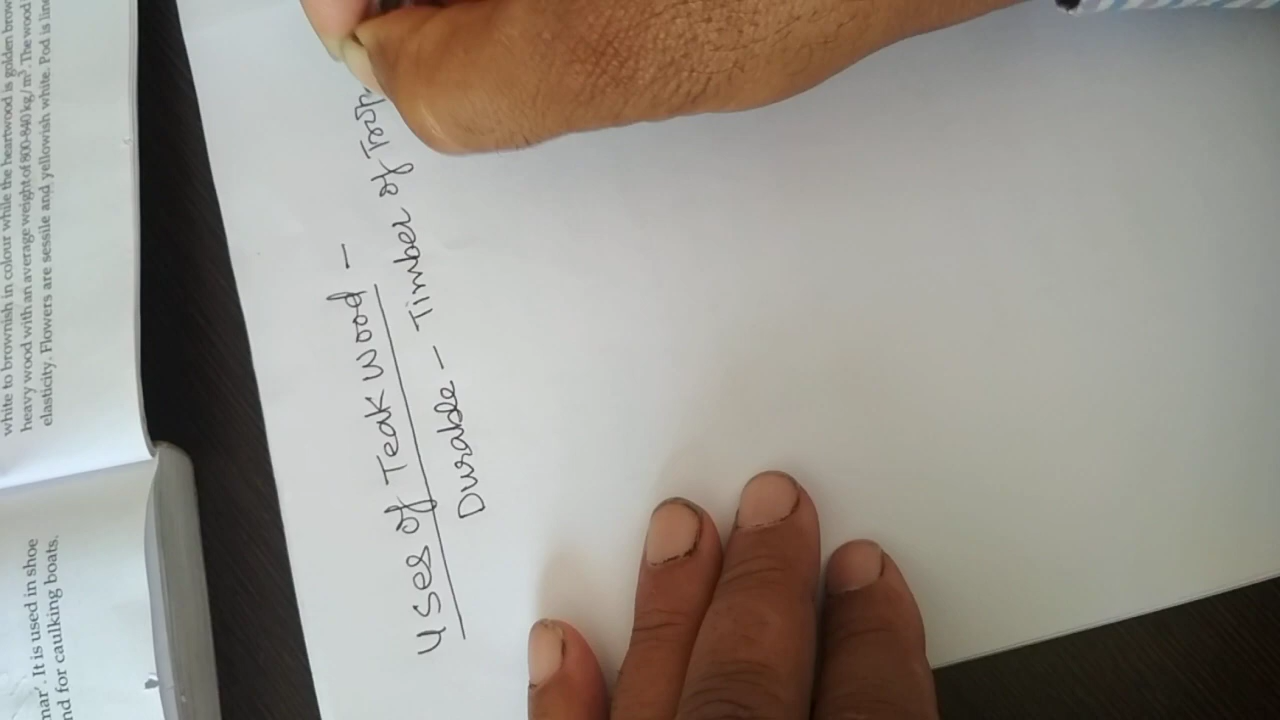 white to brownish in colour while the heartwood is golden brow
heavy wood with an average weight of 800-840 kg/m³. The wood
elasticity. Flowers are sessile and yellowish white. Pod is line
mar'. It is used in shoe
nd for caulking boats.
Uses of Teak Wood -
Durable - Timber of